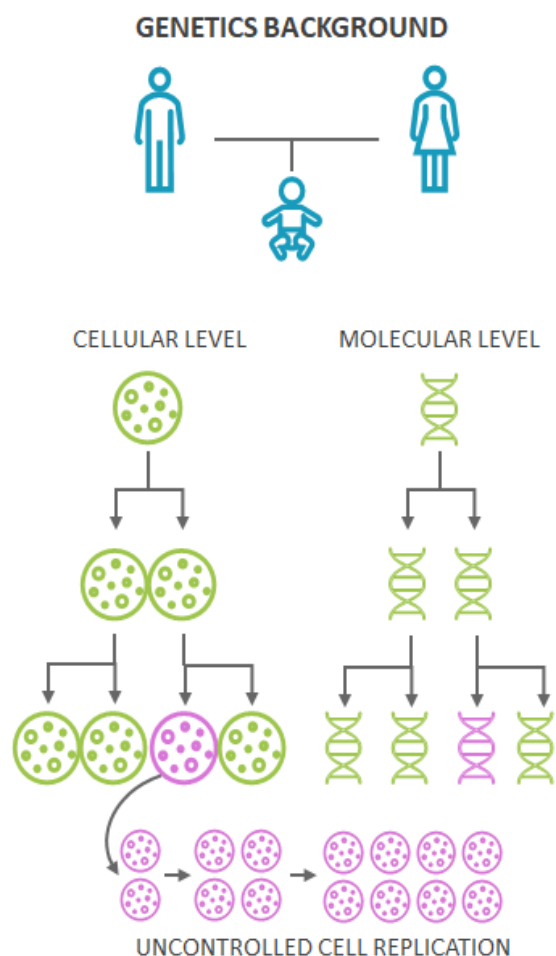 GENETICS BACKGROUND
CELLULAR LEVEL
MOLECULAR LEVEL
UNCONTROLLED CELL REPLICATION